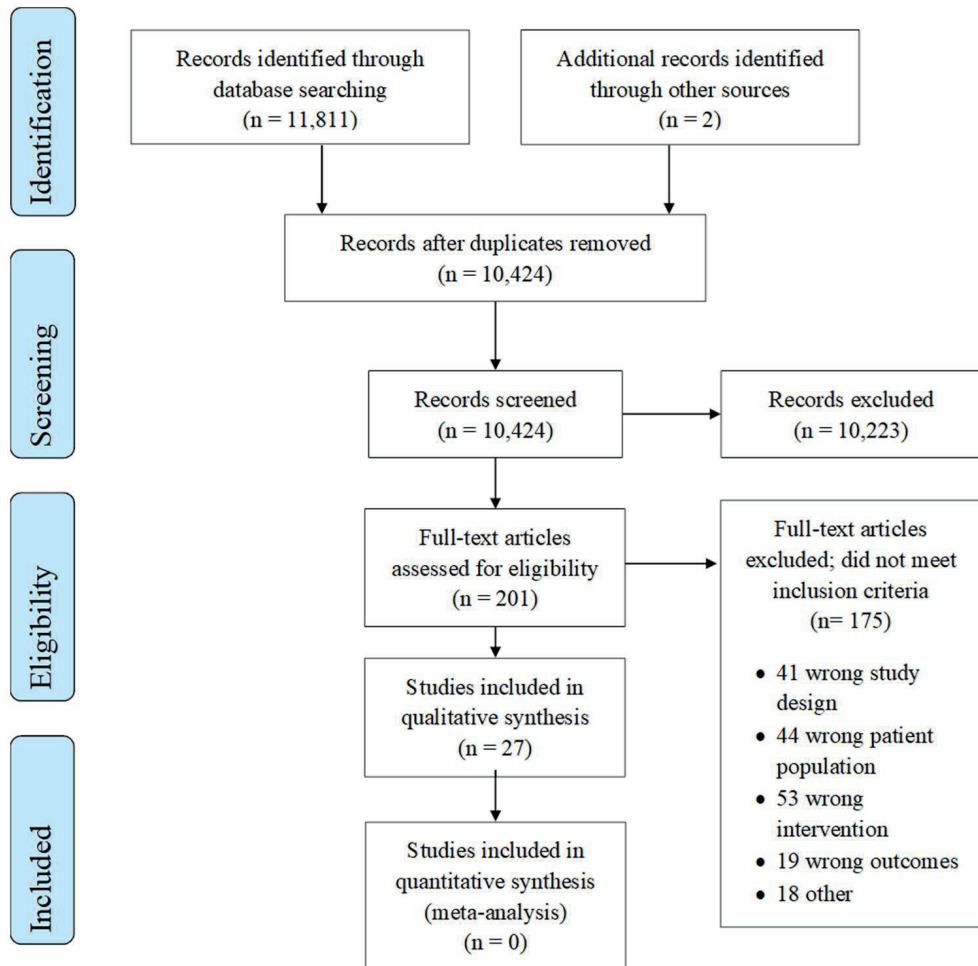 Identification
Records identified through
database searching
(n = 11,811)
Additional records identified
through other sources
(n = 2)
Records after duplicates removed
(n = 10,424)
Screening
Records screened
(n = 10,424)
Records excluded
(n = 10,223)
Eligibility
Full-text articles
assessed for eligibility
(n = 201)
Full-text articles
excluded; did not meet
inclusion criteria
(n= 175)
• 41 wrong study
design
• 44 wrong patient
population
• 53 wrong
intervention
• 19 wrong outcomes
• 18 other
Studies included in
qualitative synthesis
(n = 27)
Included
Studies included in
quantitative synthesis
(meta-analysis)
(n = 0)